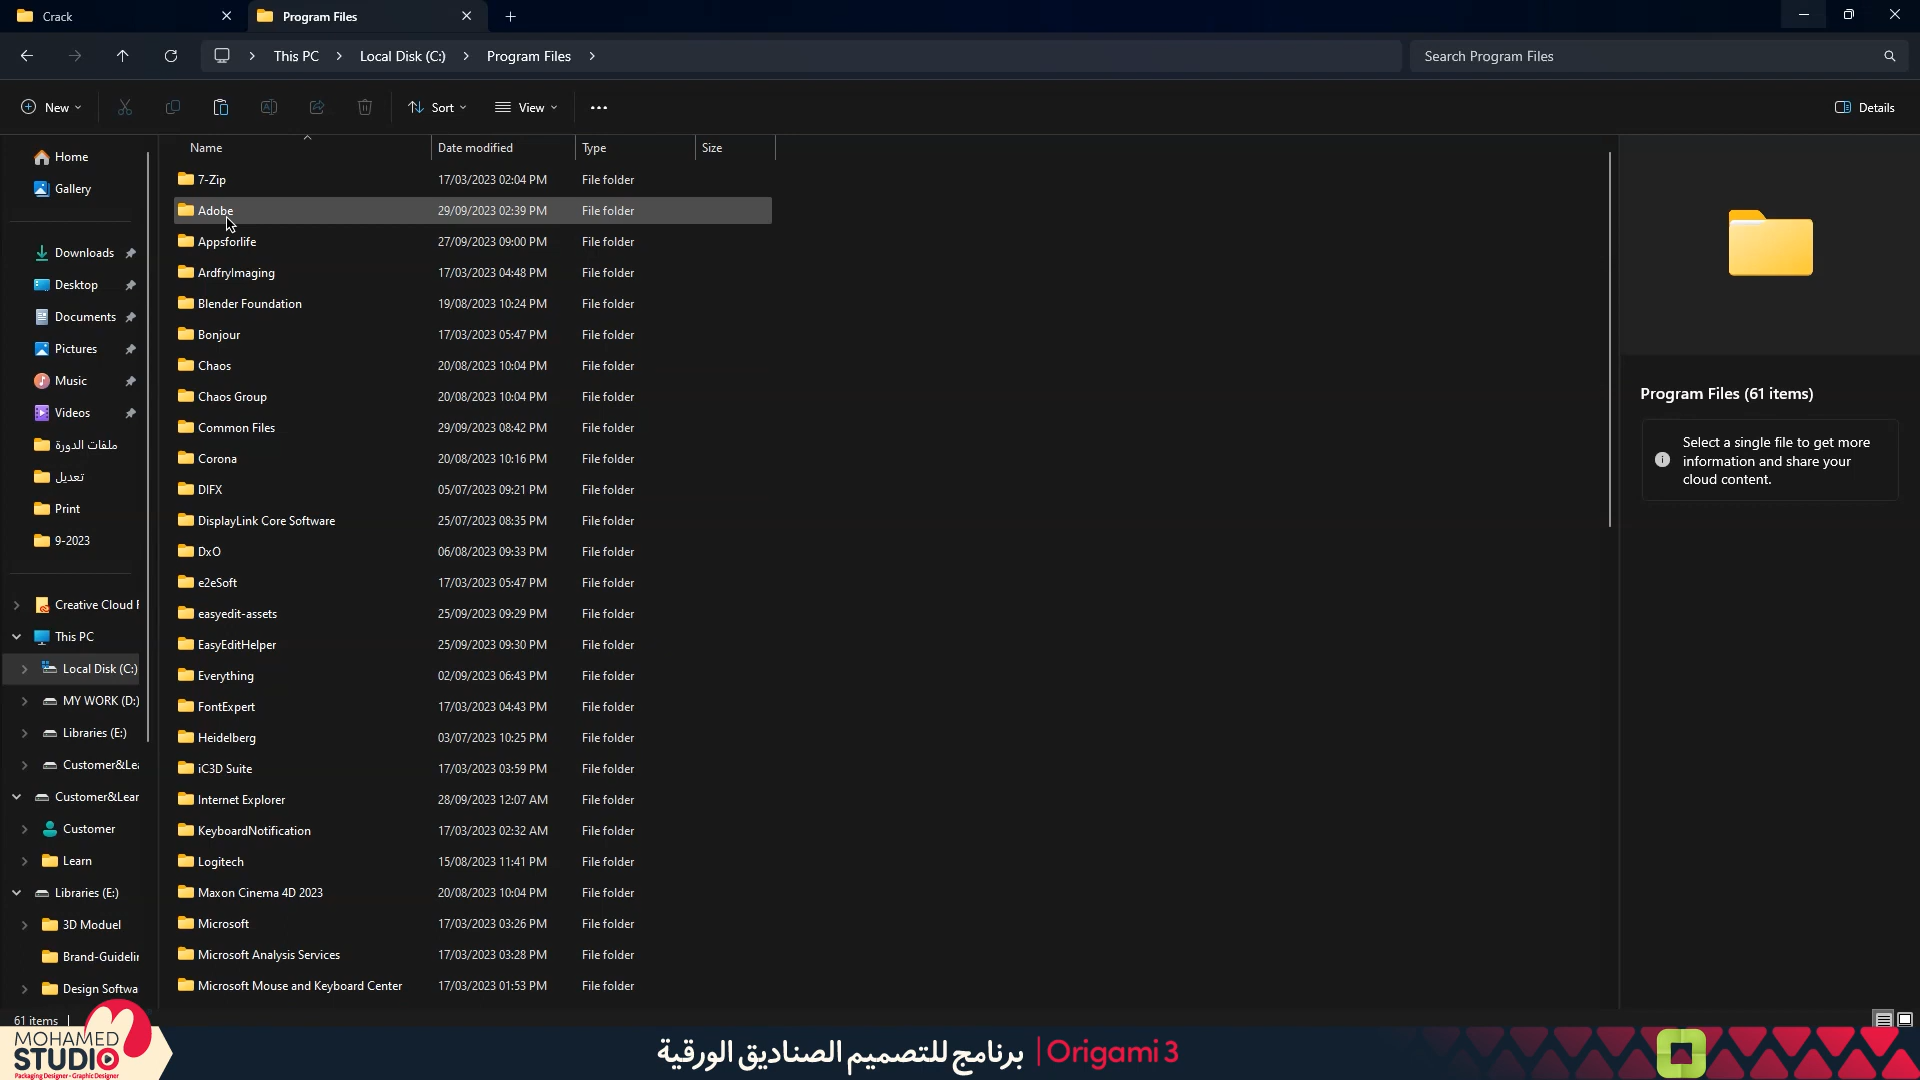 Crack
Program Files
This PC
Local Disk (C:)
Program Files
Search Program Files
New
Sort
View
Details
Home
Gallery
Downloads
Desktop
Documents
Pictures
Music
Videos
ملفات الدورة
تعديل
Print
9-2023
Creative Cloud F
This PC
Local Disk (C:)
MY WORK (D:)
Libraries (E:)
Customer&Lea
Customer&Lear
Customer
Learn
Libraries (E:)
3D Moduel
Brand-Guidelin
Design Softwa
Name Date modified Type Size
7-Zip 17/03/2023 02:04 PM File folder
Adobe 29/09/2023 02:39 PM File folder
Appsforlife 27/09/2023 09:00 PM File folder
ArdfryImaging 17/03/2023 04:48 PM File folder
Blender Foundation 19/08/2023 10:24 PM File folder
Bonjour 17/03/2023 05:47 PM File folder
Chaos 20/08/2023 10:04 PM File folder
Chaos Group 20/08/2023 10:04 PM File folder
Common Files 29/09/2023 08:42 PM File folder
Corona 20/08/2023 10:16 PM File folder
DIFX 05/07/2023 09:21 PM File folder
DisplayLink Core Software 25/07/2023 08:35 PM File folder
DxO 06/08/2023 09:33 PM File folder
e2eSoft 17/03/2023 05:47 PM File folder
easyedit-assets 25/09/2023 09:29 PM File folder
EasyEditHelper 25/09/2023 09:30 PM File folder
Everything 02/09/2023 06:43 PM File folder
FontExpert 17/03/2023 04:43 PM File folder
Heidelberg 03/07/2023 10:25 PM File folder
iC3D Suite 17/03/2023 03:59 PM File folder
Internet Explorer 28/09/2023 12:07 AM File folder
KeyboardNotification 17/03/2023 02:32 AM File folder
Logitech 15/08/2023 11:41 PM File folder
Maxon Cinema 4D 2023 20/08/2023 10:04 PM File folder
Microsoft 17/03/2023 03:26 PM File folder
Microsoft Analysis Services 17/03/2023 03:28 PM File folder
Microsoft Mouse and Keyboard Center 17/03/2023 01:53 PM File folder
Program Files (61 items)
Select a single file to get more
information and share your
cloud content.
61 items
MOHAMED
STUDIO
Packaging Designer - Graphic Designer
برنامج للتصميم الصناديق الورقية | Origami 3